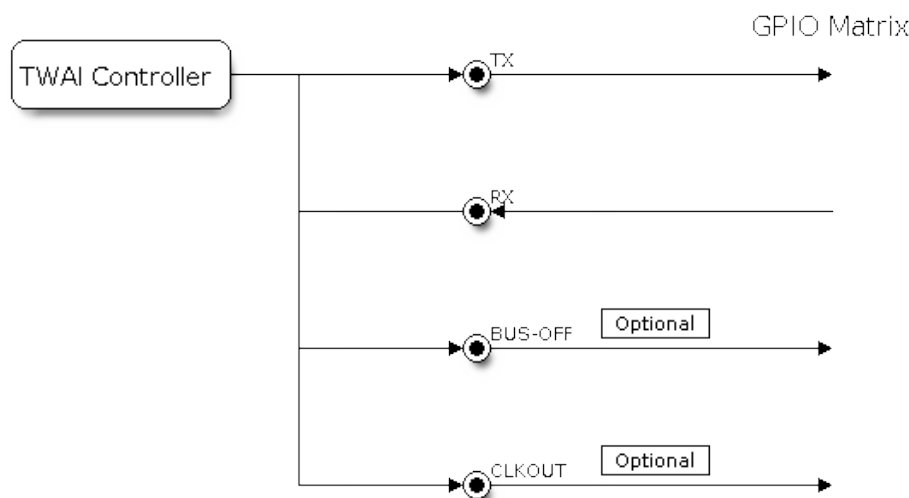 GPIO Matrix
TWAI Controller
TX
RX
BUS-OFF
Optional
CLKOUT
Optional